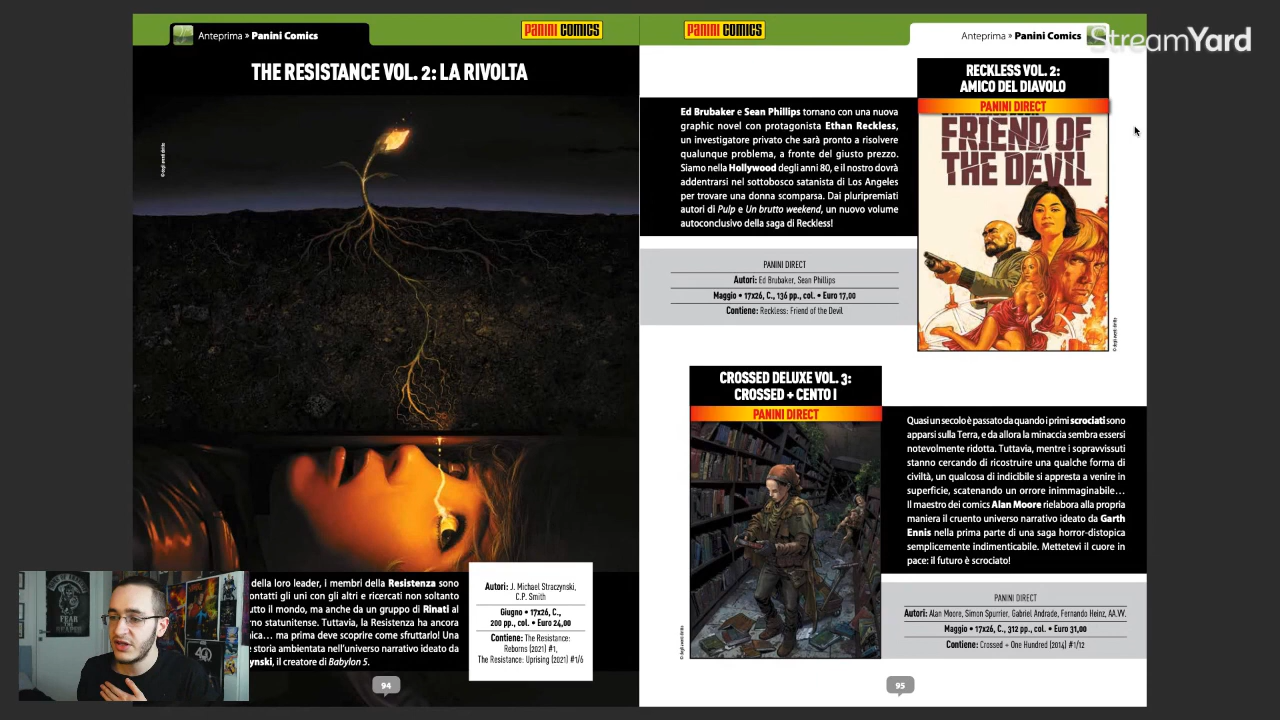 Anteprima » Panini Comics
PANINI COMICS
PANINI COMICS
Anteprima » Panini Comics
StreamYard
THE RESISTANCE VOL. 2: LA RIVOLTA
della loro leader, i membri della Resistenza sono
ontatti gli uni con gli altri e ricercati non soltanto
utto il mondo, ma anche da un gruppo di Rinati al
no statunitense. Tuttavia, la Resistenza ha ancora
ica... ma prima deve scoprire come sfruttarlo! Una
storia ambientata nell'universo narrativo ideato da
ynski, il creatore di Babylon 5.
Autori: J. Michael Straczynski,
C.P. Smith
Giugno • 17x26, C.,
200 pp., col. • Euro 24,00
Contiene: The Resistance:
Reborns (2021) #1,
The Resistance: Uprising (2021) #1/6
94
RECKLESS VOL. 2:
AMICO DEL DIAVOLO
PANINI DIRECT
FRIEND OF
THE DEVIL
Ed Brubaker e Sean Phillips tornano con una nuova
graphic novel con protagonista Ethan Reckless,
un investigatore privato che sarà pronto a risolvere
qualunque problema, a fronte del giusto prezzo.
Siamo nella Hollywood degli anni 80, e il nostro dovrà
addentrarsi nel sottobosco satanista di Los Angeles
per trovare una donna scomparsa. Dai pluripremiati
autori di Pulp e Un brutto weekend, un nuovo volume
autoconclusivo della saga di Reckless!
PANINI DIRECT
Autori: Ed Brubaker, Sean Phillips
Maggio • 17x26, C., 136 pp., col. • Euro 17,00
Contiene: Reckless: Friend of the Devil
CROSSED DELUXE VOL. 3:
CROSSED + CENTO I
PANINI DIRECT
Quasi un secolo è passato da quando i primi scrociati sono
apparsi sulla Terra, e da allora la minaccia sembra essersi
notevolmente ridotta. Tuttavia, mentre i sopravvissuti
stanno cercando di ricostruire una qualche forma di
civiltà, un qualcosa di indicibile si appresta a venire in
superficie, scatenando un orrore inimmaginabile...
Il maestro dei comics Alan Moore rielabora alla propria
maniera il cruento universo narrativo ideato da Garth
Ennis nella prima parte di una saga horror-distopica
semplicemente indimenticabile. Mettetevi il cuore in
pace: il futuro è scrociato!
PANINI DIRECT
Autori: Alan Moore, Simon Spurrier, Gabriel Andrade, Fernando Heinz, AA.VV.
Maggio • 17x26, C., 312 pp., col. • Euro 31,00
Contiene: Crossed + One Hundred (2014) #1/12
95